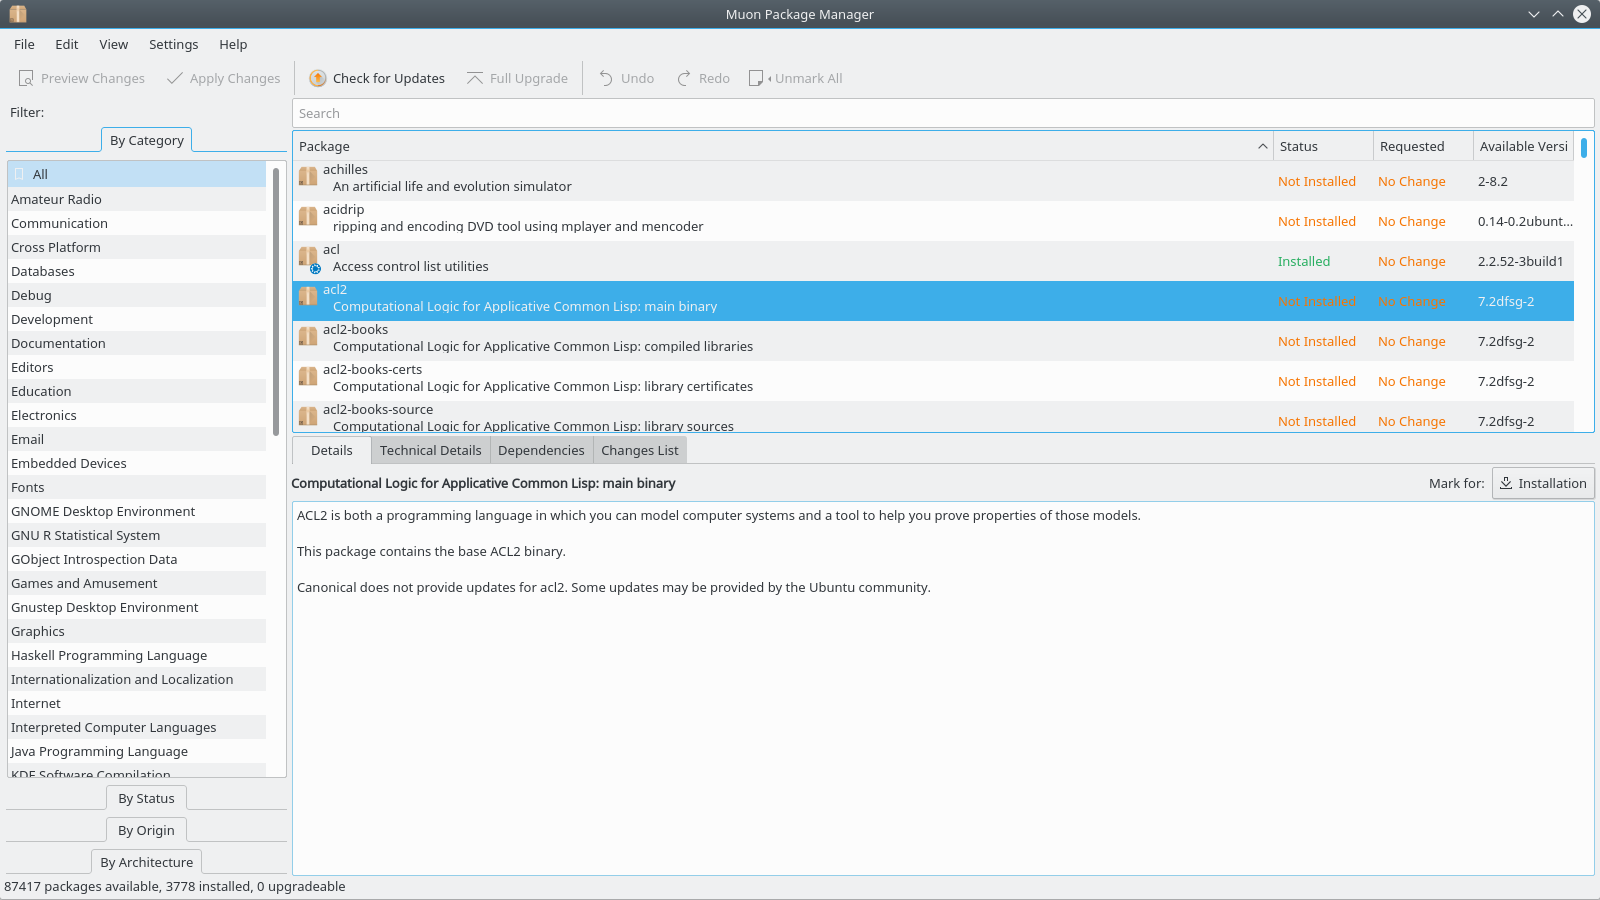 Muon Package Manager
File Edit View Settings Help
Preview Changes Apply Changes Check for Updates Full Upgrade Undo Redo Unmark All
Filter:
By Category
All
Amateur Radio
Communication
Cross Platform
Databases
Debug
Development
Documentation
Editors
Education
Electronics
Email
Embedded Devices
Fonts
GNOME Desktop Environment
GNU R Statistical System
GObject Introspection Data
Games and Amusement
Gnustep Desktop Environment
Graphics
Haskell Programming Language
Internationalization and Localization
Internet
Interpreted Computer Languages
Java Programming Language
KDE Software Compilation
By Status
By Origin
By Architecture
Search
Package Status Requested Available Versi
achilles
An artificial life and evolution simulator
Not Installed No Change 2-8.2
acidrip
ripping and encoding DVD tool using mplayer and mencoder
Not Installed No Change 0.14-0.2ubunt...
acl
Access control list utilities
Installed No Change 2.2.52-3build1
acl2
Computational Logic for Applicative Common Lisp: main binary
Not Installed No Change 7.2dfsg-2
acl2-books
Computational Logic for Applicative Common Lisp: compiled libraries
Not Installed No Change 7.2dfsg-2
acl2-books-certs
Computational Logic for Applicative Common Lisp: library certificates
Not Installed No Change 7.2dfsg-2
acl2-books-source
Computational Logic for Applicative Common Lisp: library sources
Not Installed No Change 7.2dfsg-2
Details Technical Details Dependencies Changes List
Computational Logic for Applicative Common Lisp: main binary
Mark for: Installation
ACL2 is both a programming language in which you can model computer systems and a tool to help you prove properties of those models.
This package contains the base ACL2 binary.
Canonical does not provide updates for acl2. Some updates may be provided by the Ubuntu community.
87417 packages available, 3778 installed, 0 upgradeable